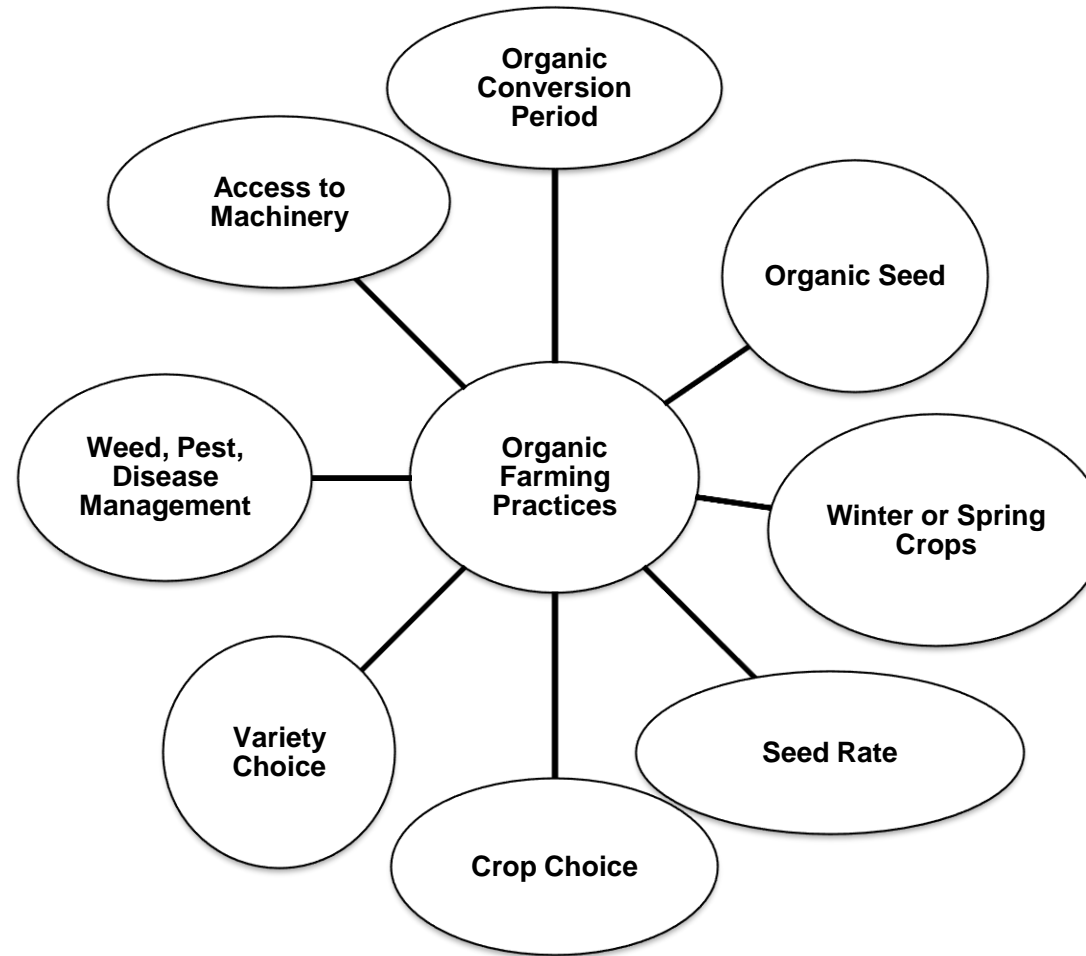 Organic
Conversion
Period
Access to
Machinery
Organic Seed
Weed, Pest,
Disease
Management
Organic
Farming
Practices
Winter or Spring
Crops
Variety
Choice
Seed Rate
Crop Choice